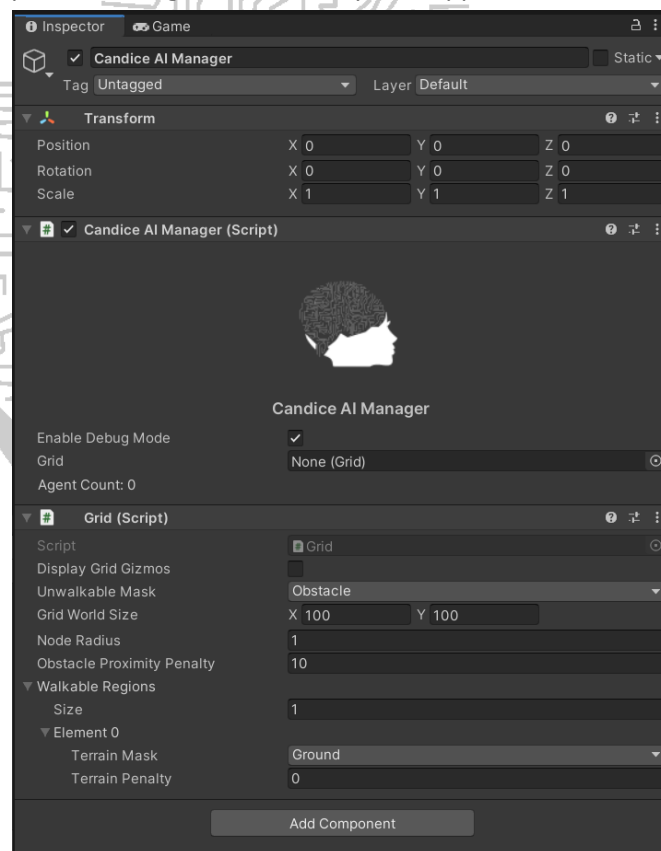 Inspector Game
Candice AI Manager Static
Tag Untagged Layer Default
Transform
Position X 0 Y 0 Z 0
Rotation X 0 Y 0 Z 0
Scale X 1 Y 1 Z 1
# Candice AI Manager (Script)
Candice AI Manager
Enable Debug Mode
Grid None (Grid)
Agent Count: 0
# Grid (Script)
Script Grid
Display Grid Gizmos
Unwalkable Mask Obstacle
Grid World Size X 100 Y 100
Node Radius 1
Obstacle Proximity Penalty 10
Walkable Regions
Size 1
Element 0
Terrain Mask Ground
Terrain Penalty 0
Add Component